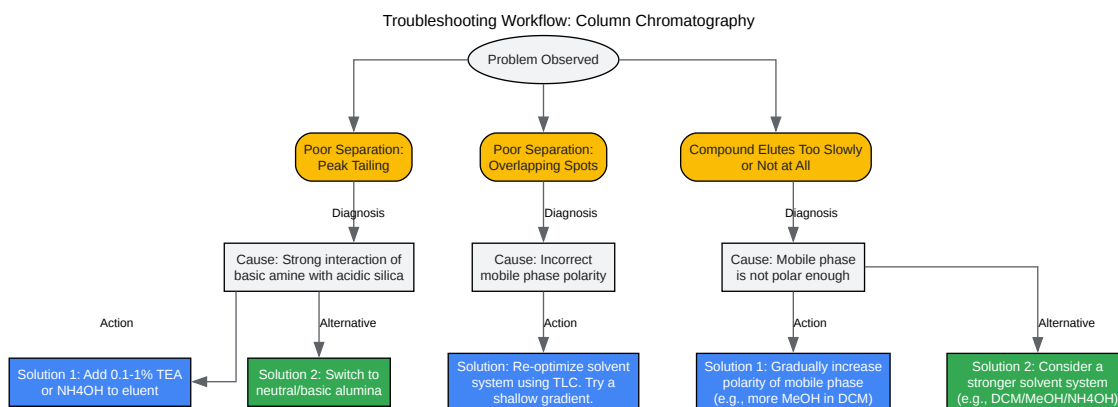 Troubleshooting Workflow: Column Chromatography
Problem Observed
Poor Separation:
Peak Tailing
Poor Separation:
Overlapping Spots
Compound Elutes Too Slowly
or Not at All
Diagnosis
Diagnosis
Diagnosis
Cause: Strong interaction of
basic amine with acidic silica
Cause: Incorrect
mobile phase polarity
Cause: Mobile phase
is not polar enough
Action
Alternative
Action
Action
Alternative
Solution 1: Add 0.1-1% TEA
or NH4OH to eluent
Solution 2: Switch to
neutral/basic alumina
Solution: Re-optimize solvent
system using TLC. Try a
shallow gradient.
Solution 1: Gradually increase
polarity of mobile phase
(e.g., more MeOH in DCM)
Solution 2: Consider a
stronger solvent system
(e.g., DCM/MeOH/NH4OH)